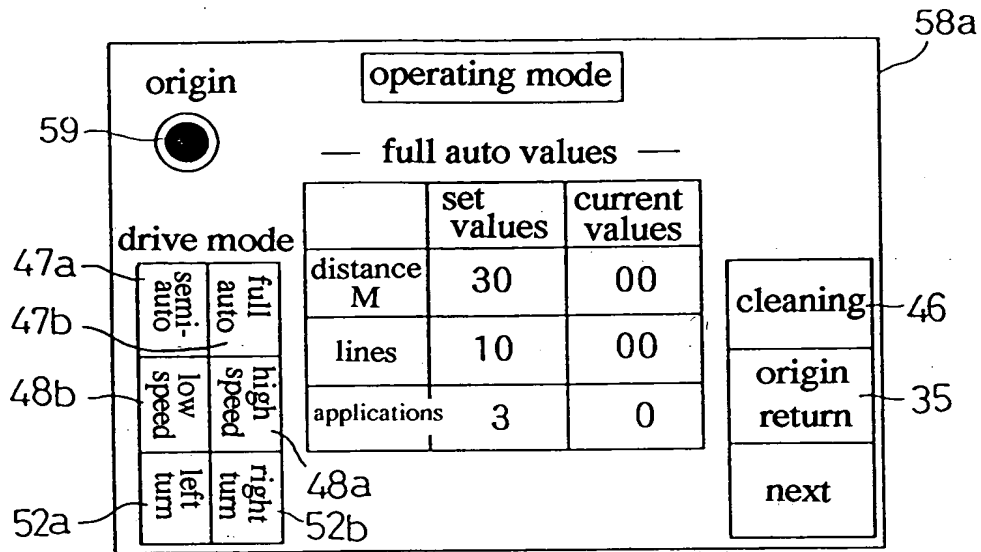 58a
origin
operating mode
59
— full auto values —
set values
current values
drive mode
47a
semi-auto
full auto
distance M
30
00
cleaning
46
47b
lines
10
00
48b
low speed
high speed
origin return
35
applications
3
0
48a
left turn
right turn
next
52a
52b